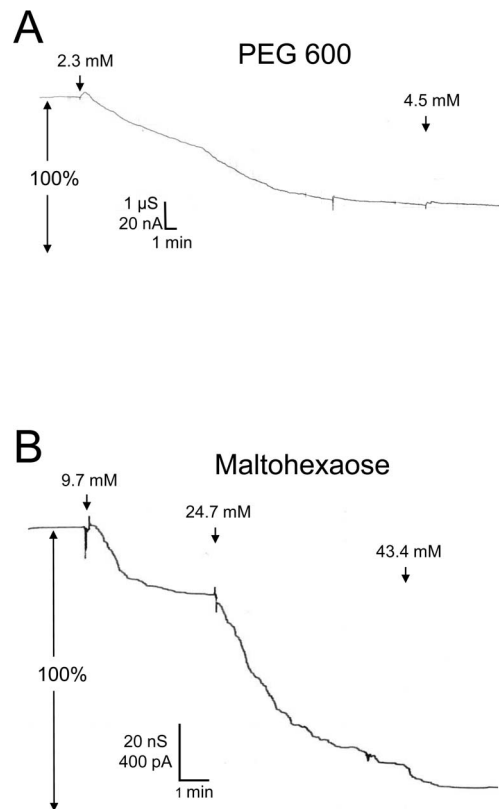 A
PEG 600
2.3 mM
4.5 mM
100%
1 µS
20 nA
1 min
B
Maltohexaose
9.7 mM
24.7 mM
43.4 mM
100%
20 nS
400 pA
1 min